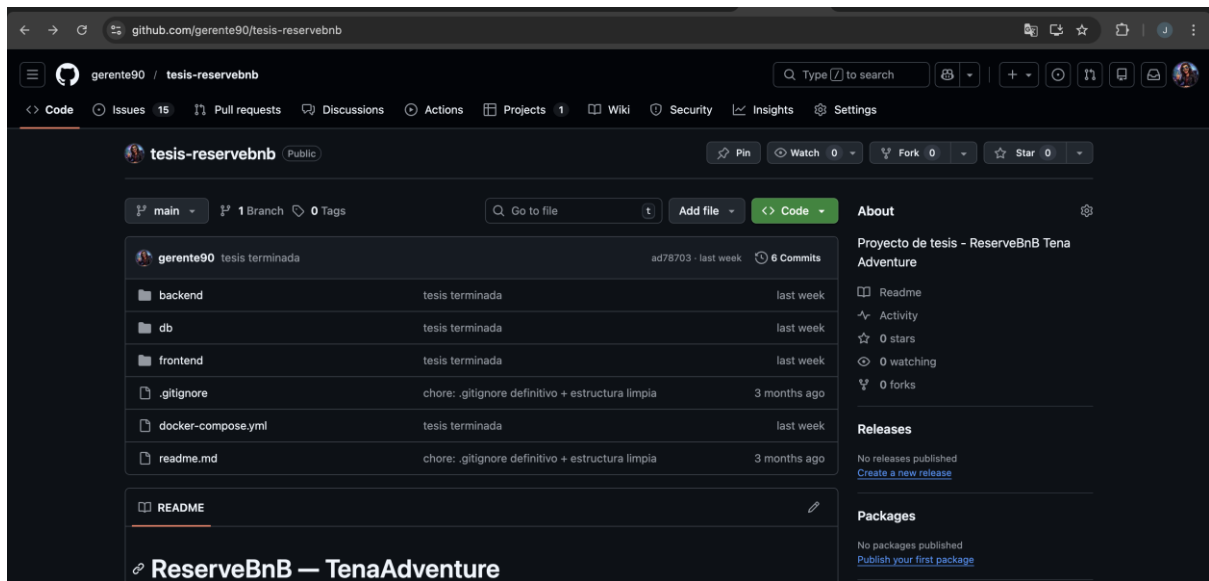 github.com/gerente90/tesis-reservebnb
J
gerente90 / tesis-reservebnb
Type / to search
Code
Issues 15
Pull requests
Discussions
Actions
Projects 1
Wiki
Security
Insights
Settings
tesis-reservebnb Public
Pin
Watch 0
Fork 0
Star 0
main
1 Branch
0 Tags
Go to file t
Add file
<> Code
gerente90 tesis terminada ad78703 · last week 6 Commits
backend tesis terminada last week
db tesis terminada last week
frontend tesis terminada last week
.gitignore chore: .gitignore definitivo + estructura limpia 3 months ago
docker-compose.yml tesis terminada last week
readme.md chore: .gitignore definitivo + estructura limpia 3 months ago
README
ReserveBnB — TenaAdventure
About
Proyecto de tesis - ReserveBnB Tena
Adventure
Readme
Activity
0 stars
0 watching
0 forks
Releases
No releases published
Create a new release
Packages
No packages published
Publish your first package